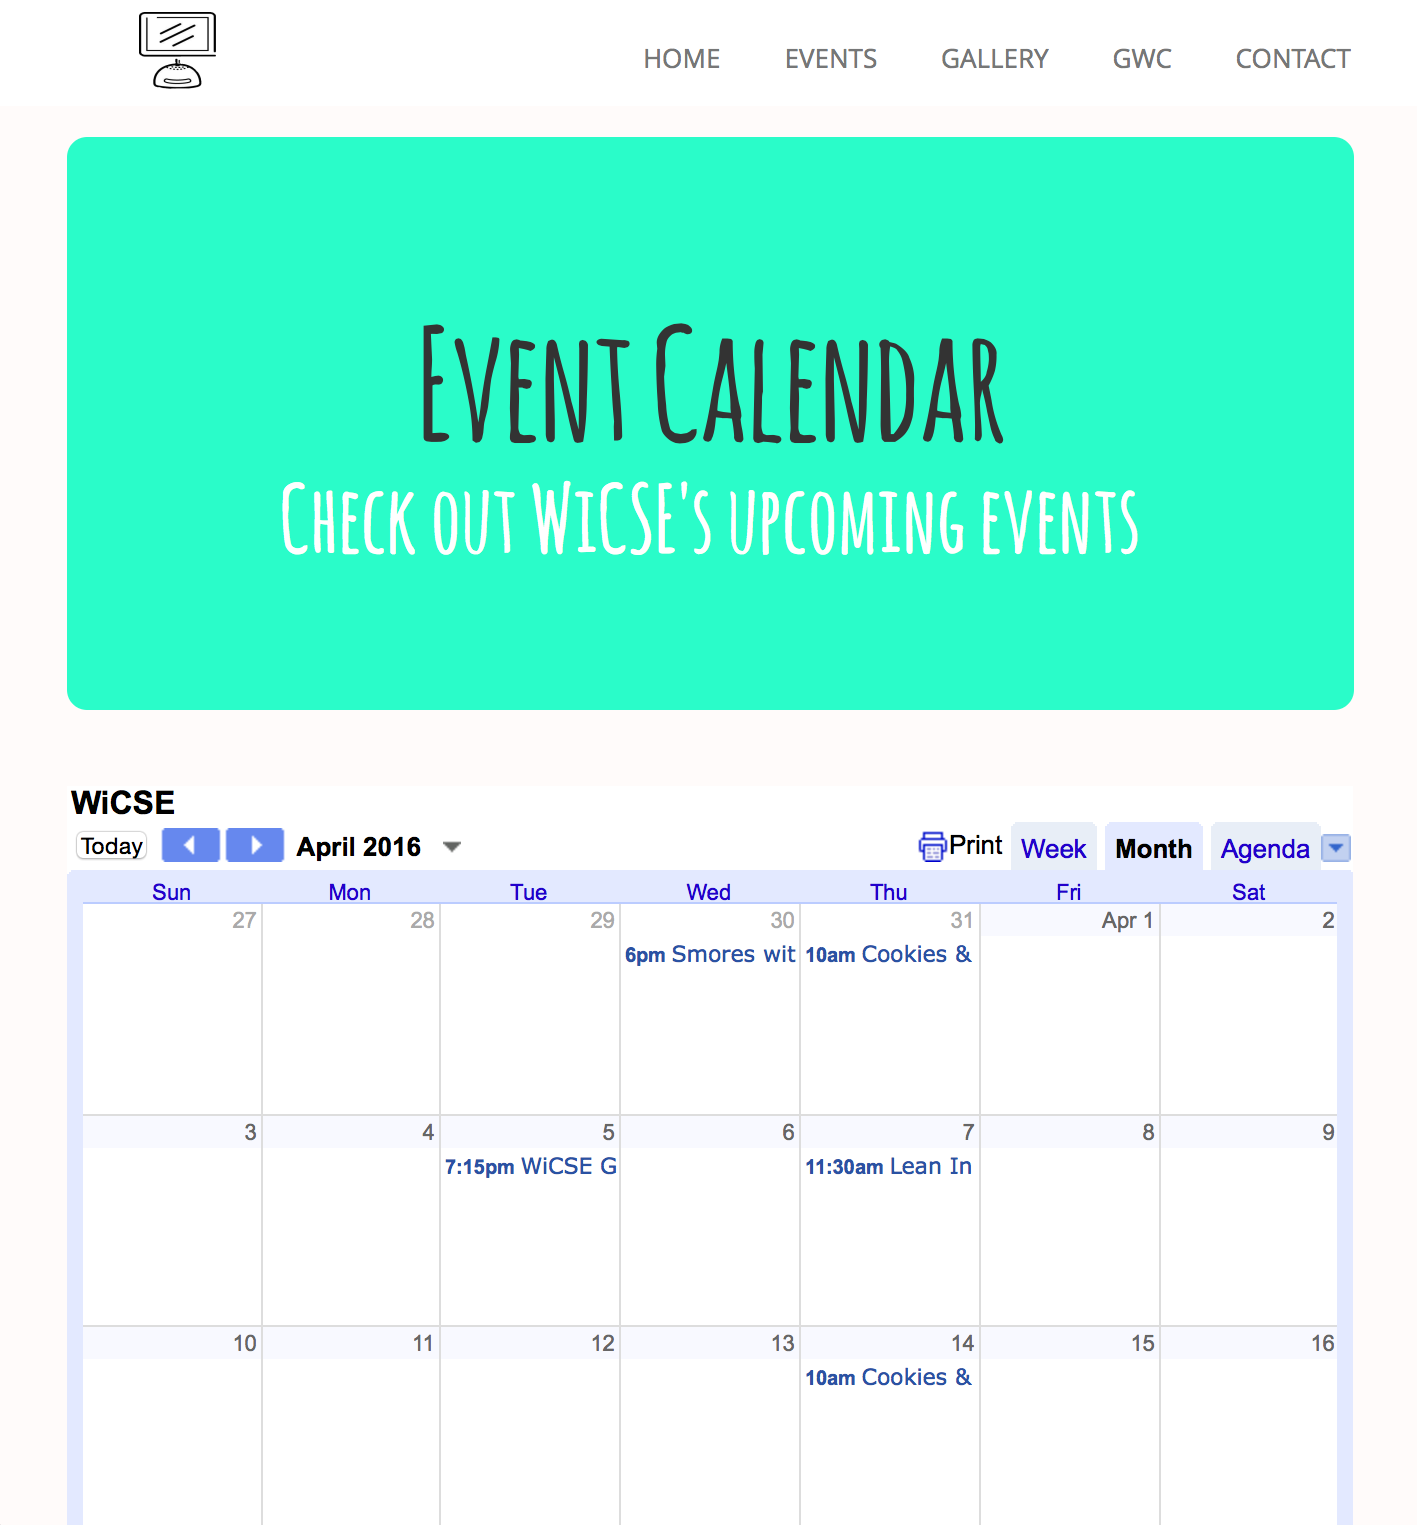 HOME EVENTS GALLERY GWC CONTACT
Event Calendar
Check out WiCSE's upcoming events
WiCSE
Today April 2016 Print Week Month Agenda
Sun Mon Tue Wed Thu Fri Sat
27 28 29 30 31 Apr 1 2
6pm Smores wit 10am Cookies &
3 4 5 6 7 8 9
7:15pm WiCSE G 11:30am Lean In
10 11 12 13 14 15 16
10am Cookies &